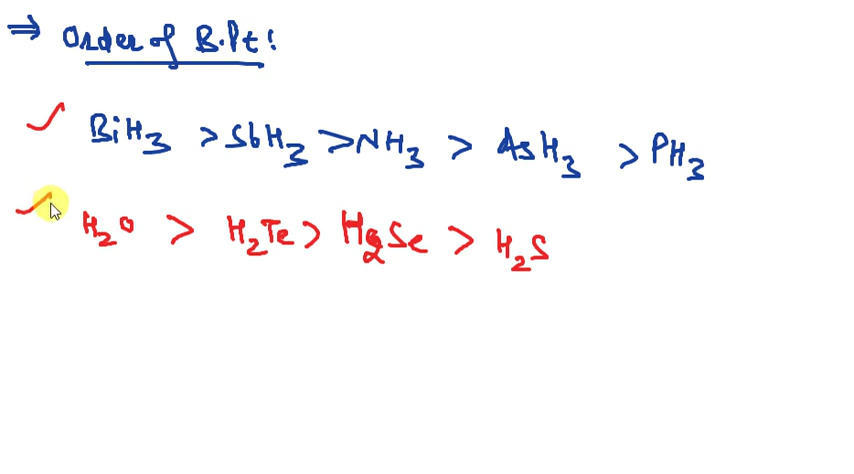 ⇒ Order of B.Pt:
BiH3 > SbH3 > NH3 > AsH3 > PH3
H2O > H2Te > H2Se > H2S